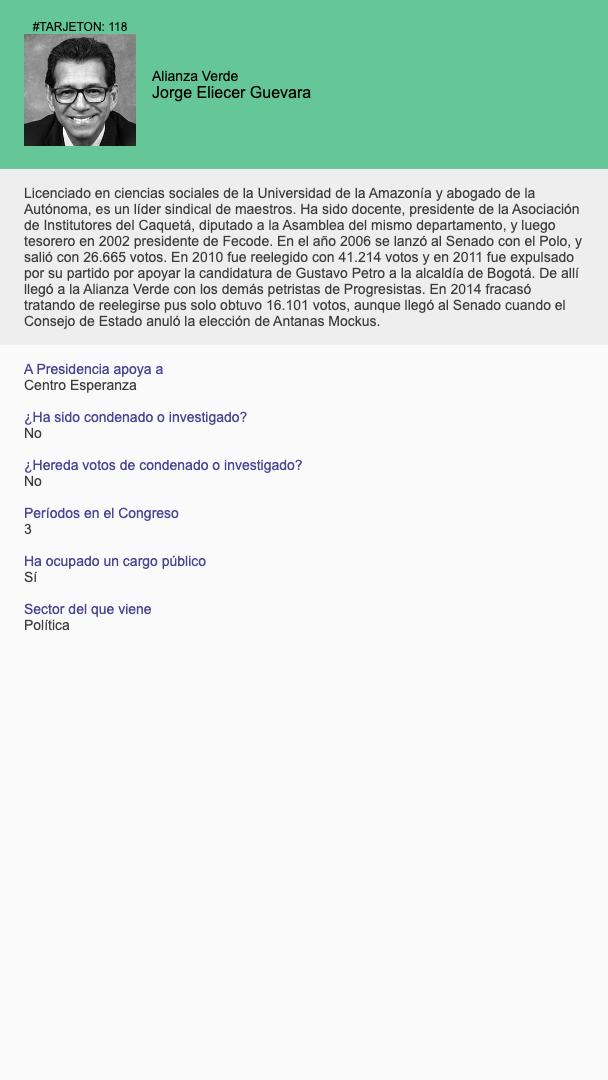 #TARJETON: 118
Alianza Verde
Jorge Eliecer Guevara
Licenciado en ciencias sociales de la Universidad de la Amazonía y abogado de la
Autónoma, es un líder sindical de maestros. Ha sido docente, presidente de la Asociación
de Institutores del Caquetá, diputado a la Asamblea del mismo departamento, y luego
tesorero en 2002 presidente de Fecode. En el año 2006 se lanzó al Senado con el Polo, y
salió con 26.665 votos. En 2010 fue reelegido con 41.214 votos y en 2011 fue expulsado
por su partido por apoyar la candidatura de Gustavo Petro a la alcaldía de Bogotá. De allí
llegó a la Alianza Verde con los demás petristas de Progresistas. En 2014 fracasó
tratando de reelegirse pus solo obtuvo 16.101 votos, aunque llegó al Senado cuando el
Consejo de Estado anuló la elección de Antanas Mockus.
A Presidencia apoya a
Centro Esperanza
¿Ha sido condenado o investigado?
No
¿Hereda votos de condenado o investigado?
No
Períodos en el Congreso
3
Ha ocupado un cargo público
Sí
Sector del que viene
Política